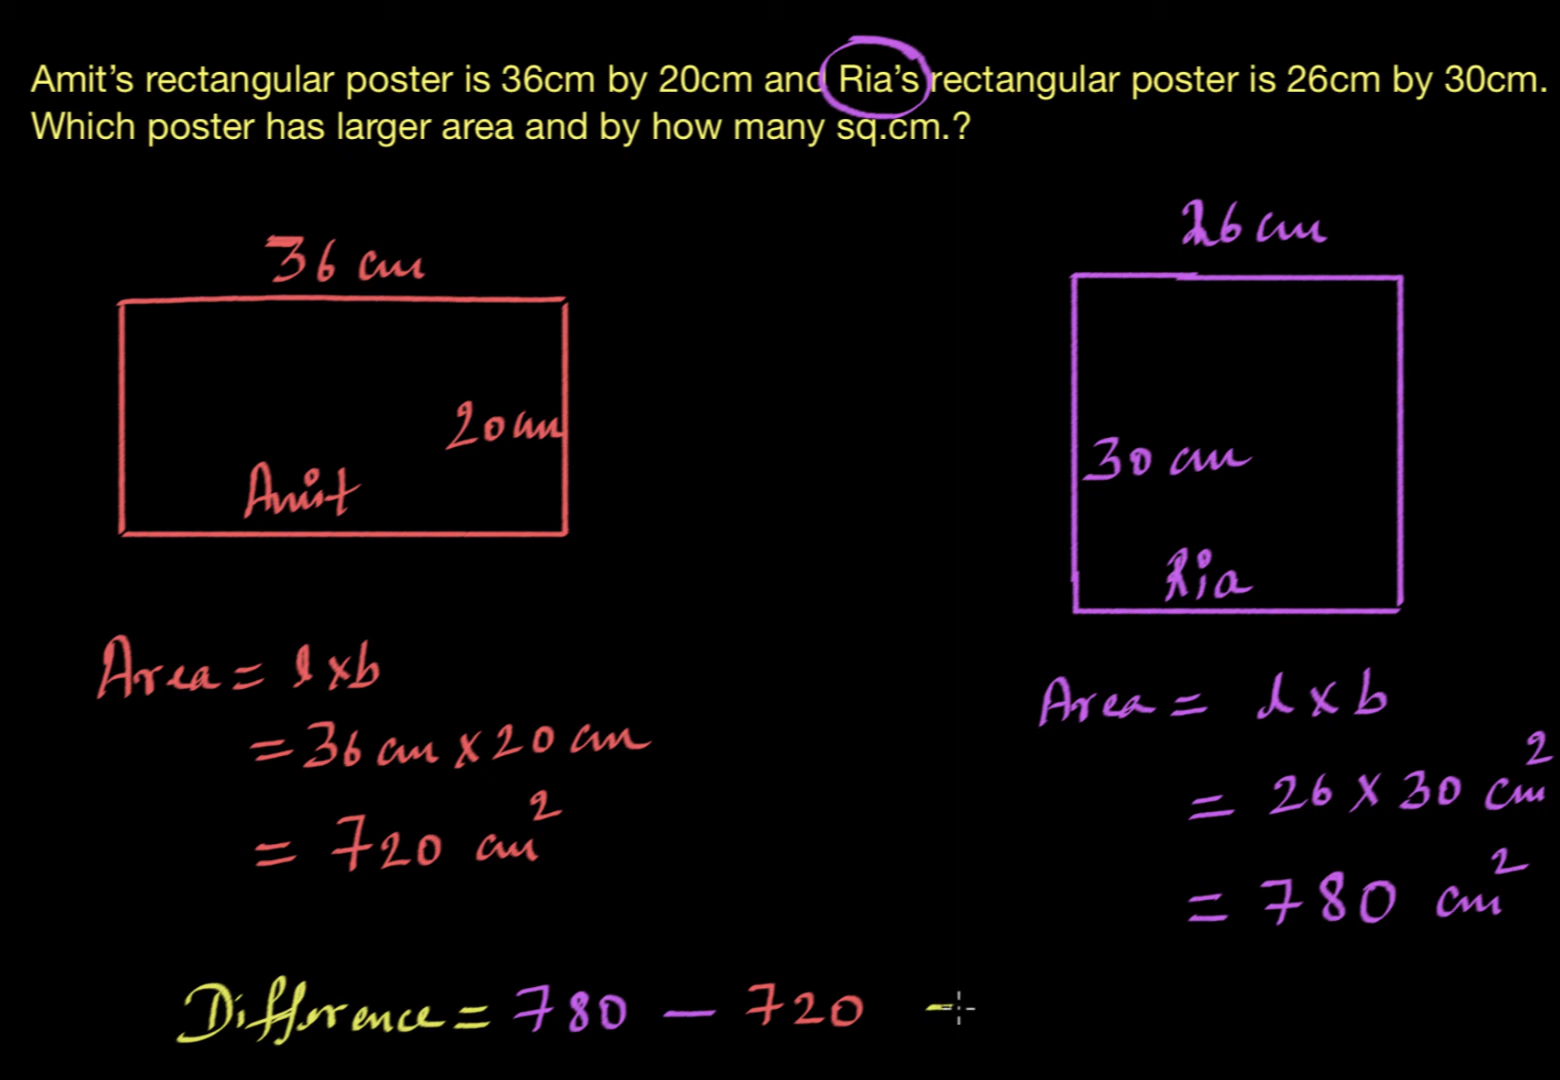 Amit’s rectangular poster is 36cm by 20cm and Ria’s rectangular poster is 26cm by 30cm.
Which poster has larger area and by how many sq.cm.?
36 cm
20 cm
Amit
Area = l×b
= 36 cm × 20 cm
= 720 cm²
26 cm
30 cm
Ria
Area = l × b
= 26 × 30 cm²
= 780 cm²
Difference = 780 — 720 =